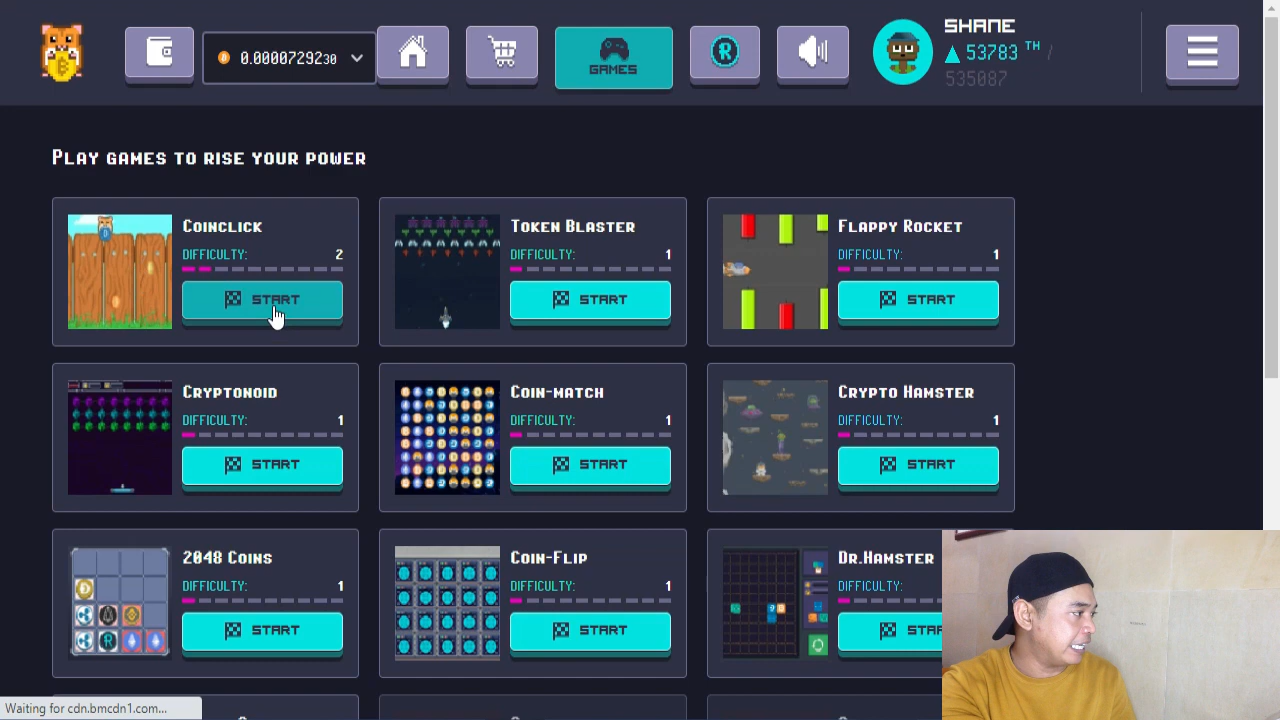 SHANE
0.0000729230
53783 TH /
535087
GAMES
PLAY GAMES TO RISE YOUR POWER
COINCLICK
DIFFICULTY: 2
START
TOKEN BLASTER
DIFFICULTY: 1
START
FLAPPY ROCKET
DIFFICULTY: 1
START
CRYPTONOID
DIFFICULTY: 1
START
COIN-MATCH
DIFFICULTY: 1
START
CRYPTO HAMSTER
DIFFICULTY: 1
START
2048 COINS
DIFFICULTY: 1
START
COIN-FLIP
DIFFICULTY: 1
START
DR.HAMSTER
DIFFICULTY:
STAR
Waiting for cdn.bmcdn1.com...